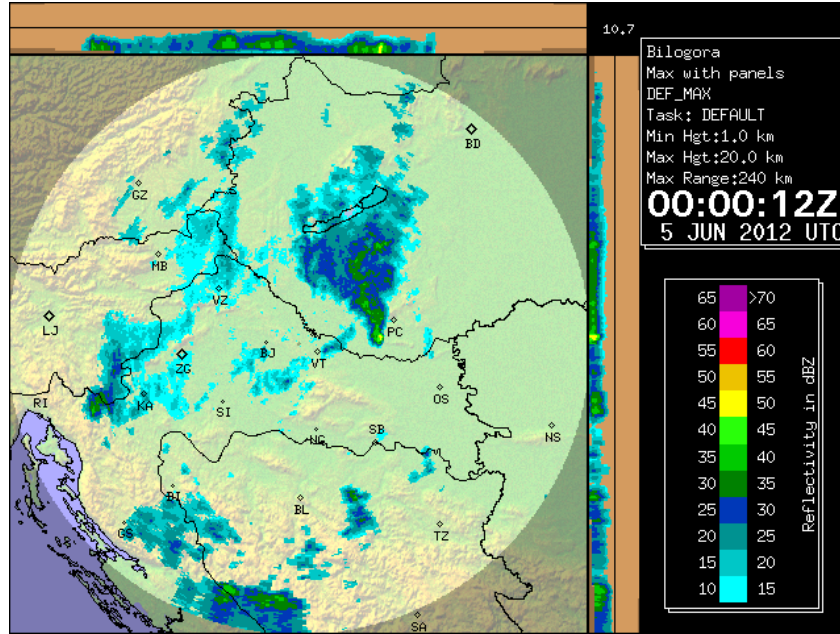 10.7
Bilogora
Max with panels
DEF_MAX
Task: DEFAULT
Min Hgt:1.0 km
Max Hgt:20.0 km
Max Range:240 km
00:00:12Z
5 JUN 2012 UTC
BD
GZ
MB
VZ
LJ
PC
ZG
BJ
VT
OS
RI
KA
SI
NG
SB
NS
BI
BL
GS
TZ
SA
65 >70
60 65
55 60
50 55
45 50
40 45
35 40
30 35
25 30
20 25
15 20
10 15
Reflectivity in dBZ